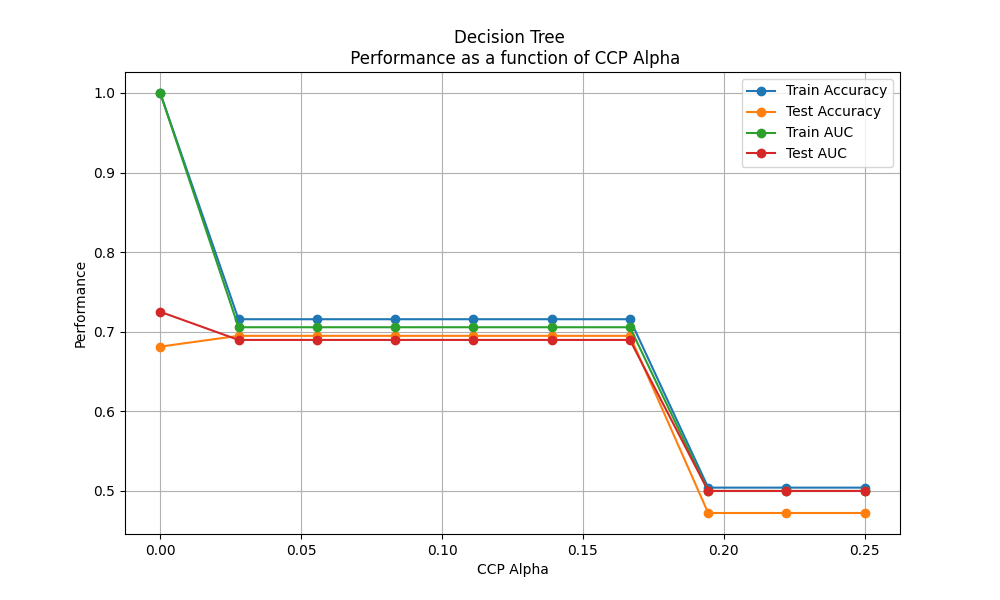 Decision Tree
Performance as a function of CCP Alpha
Train Accuracy
Test Accuracy
Train AUC
Test AUC
1.0
0.9
0.8
0.7
0.6
0.5
Performance
0.00
0.05
0.10
0.15
0.20
0.25
CCP Alpha